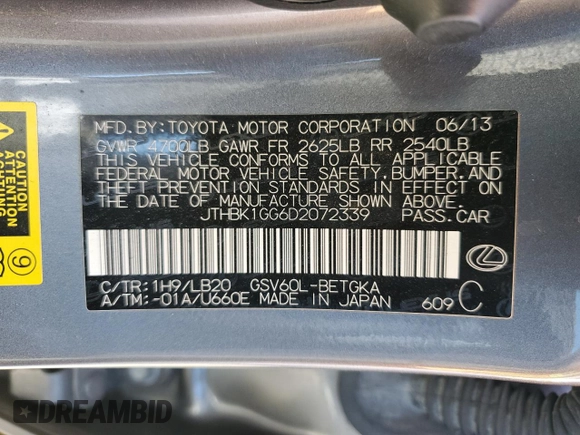 MFD.BY:TOYOTA MOTOR CORPORATION 06/13
GVWR 4700LB GAWR FR 2625LB RR 2540LB
THIS VEHICLE CONFORMS TO ALL APPLICABLE
FEDERAL MOTOR VEHICLE SAFETY,BUMPER,AND
THEFT PREVENTION STANDARDS IN EFFECT ON
THE DATE OF MANUFACTURE SHOWN ABOVE.
JTHBK1GG6D2072339 PASS.CAR
C/TR:1H9/LB20 GSV60L-BETGKA
A/TM:-01A/U660E MADE IN JAPAN 609 C
CAUTION
9
DREAMBID